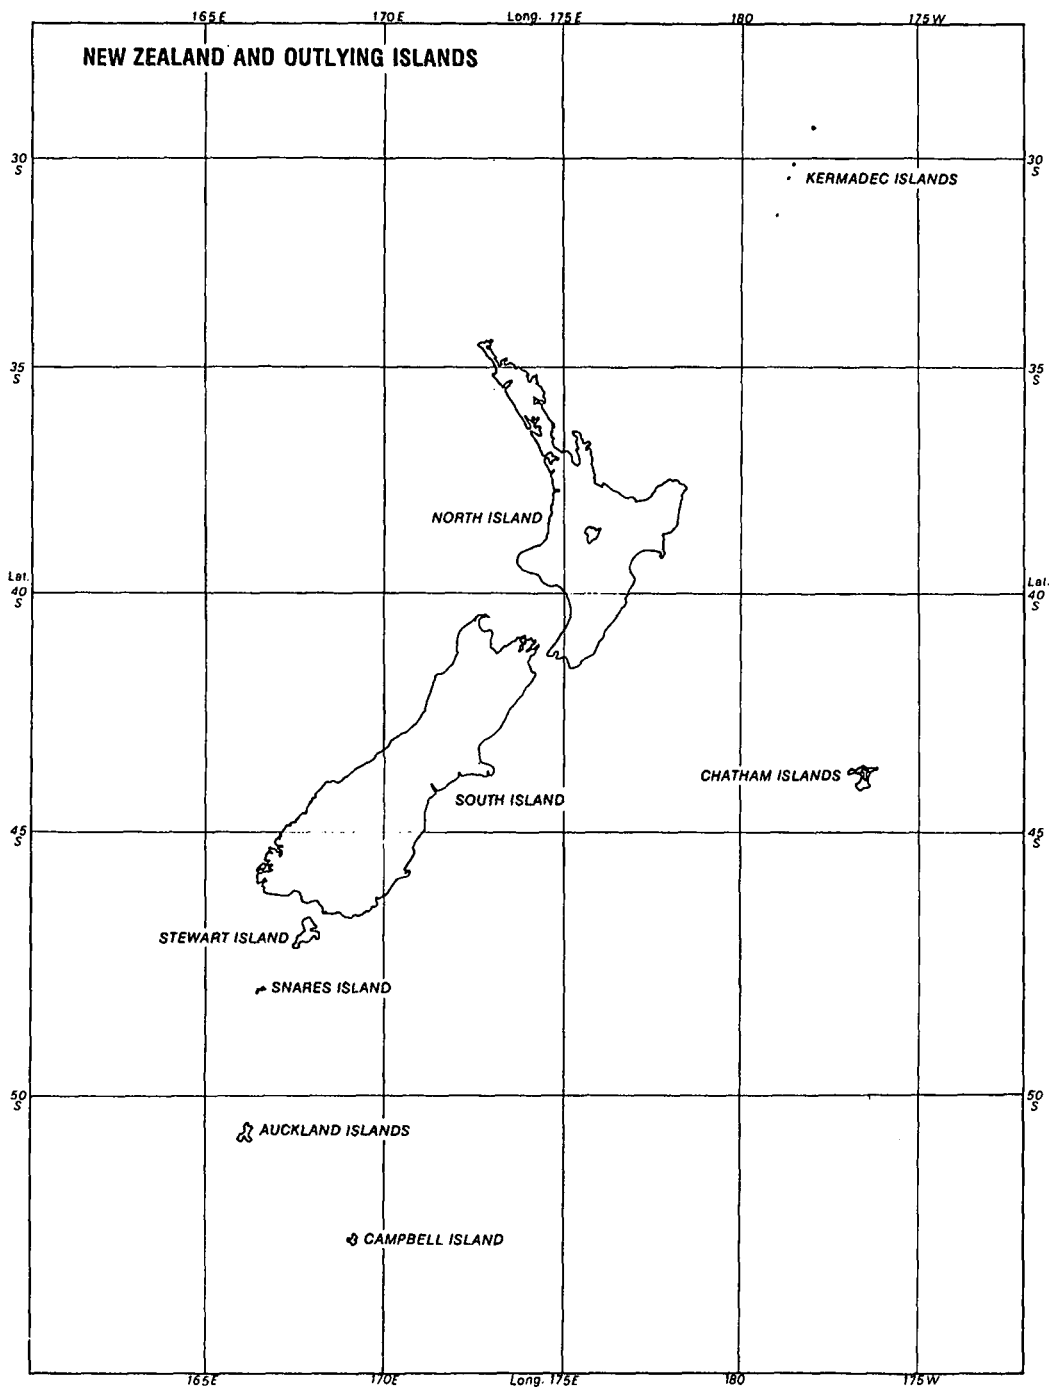 165E 170E Long. 175E 180 175W
NEW ZEALAND AND OUTLYING ISLANDS
30 S
30 S
KERMADEC ISLANDS
35 S
35 S
NORTH ISLAND
Lat. 40 S
Lat. 40 S
CHATHAM ISLANDS
SOUTH ISLAND
45 S
45 S
STEWART ISLAND
SNARES ISLAND
50 S
50 S
AUCKLAND ISLANDS
CAMPBELL ISLAND
165E 170E Long. 175E 180 175W